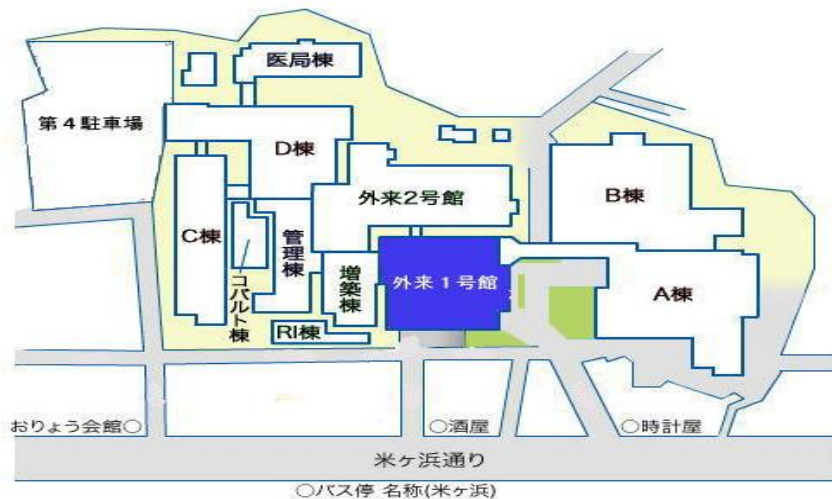 医局棟
第４駐車場
D棟
外来２号館
B棟
C棟
管理棟
コバルト棟
増築棟
外来１号館
A棟
RI棟
おりょう会館○
○酒屋
○時計屋
米ヶ浜通り
○バス停 名称(米ヶ浜)